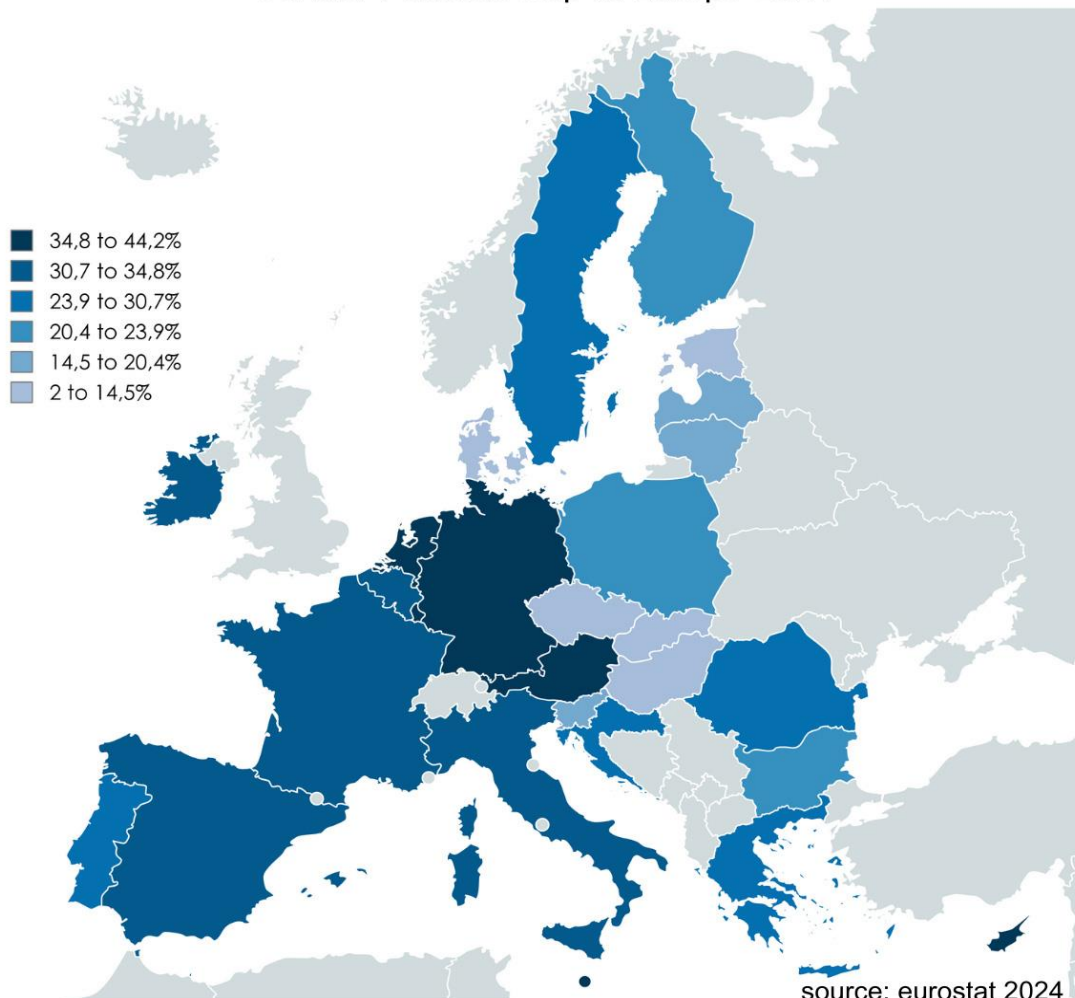 34,8 to 44,2%
30,7 to 34,8%
23,9 to 30,7%
20,4 to 23,9%
14,5 to 20,4%
2 to 14,5%
source: eurostat 2024